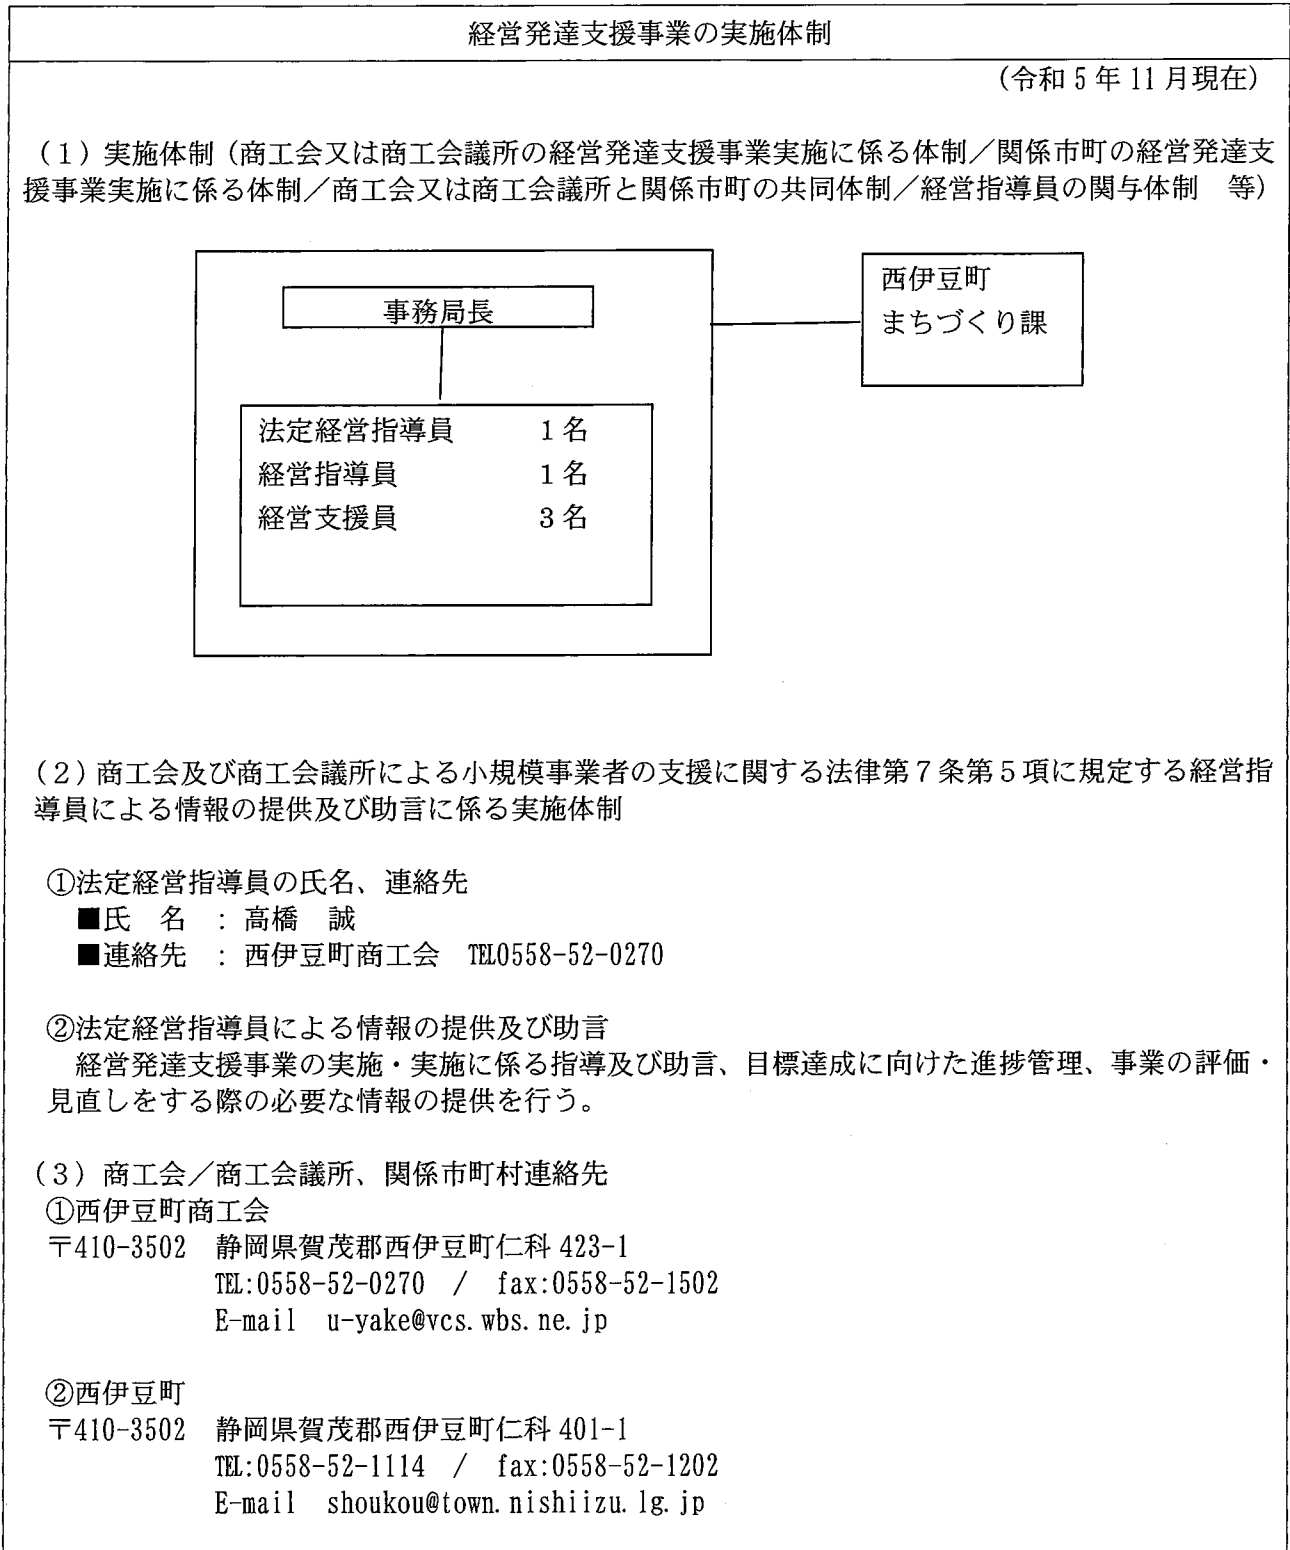 経営発達支援事業の実施体制
（令和5年11月現在）
（１）実施体制（商工会又は商工会議所の経営発達支援事業実施に係る体制／関係市町の経営発達支
援事業実施に係る体制／商工会又は商工会議所と関係市町の共同体制／経営指導員の関与体制　等）
事務局長
西伊豆町
まちづくり課
法定経営指導員　　　1名
経営指導員　　　　　1名
経営支援員　　　　　3名
（２）商工会及び商工会議所による小規模事業者の支援に関する法律第７条第５項に規定する経営指
導員による情報の提供及び助言に係る実施体制
①法定経営指導員の氏名、連絡先
■氏　名　：高橋　誠
■連絡先　：西伊豆町商工会　℡0558-52-0270
②法定経営指導員による情報の提供及び助言
経営発達支援事業の実施・実施に係る指導及び助言、目標達成に向けた進捗管理、事業の評価・
見直しをする際の必要な情報の提供を行う。
（３）商工会／商工会議所、関係市町村連絡先
①西伊豆町商工会
〒410-3502　静岡県賀茂郡西伊豆町仁科423-1
℡:0558-52-0270　/　fax:0558-52-1502
E-mail　u-yake@vcs.wbs.ne.jp
②西伊豆町
〒410-3502　静岡県賀茂郡西伊豆町仁科401-1
℡:0558-52-1114　/　fax:0558-52-1202
E-mail　shoukou@town.nishiizu.lg.jp